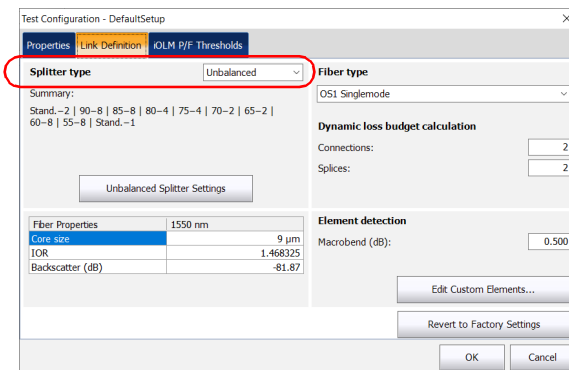 Test Configuration - DefaultSetup
Properties Link Definition iOLM P/F Thresholds
Splitter type Unbalanced
Summary:
Stand.−2 | 90−8 | 85−8 | 80−4 | 75−4 | 70−2 | 65−2 |
60−8 | 55−8 | Stand.−1
Unbalanced Splitter Settings
Fiber type
OS1 Singlemode
Dynamic loss budget calculation
Connections: 2
Splices: 2
Fiber Properties 1550 nm
Core size 9 µm
IOR 1.468325
Backscatter (dB) -81.87
Element detection
Macrobend (dB): 0.500
Edit Custom Elements...
Revert to Factory Settings
OK Cancel